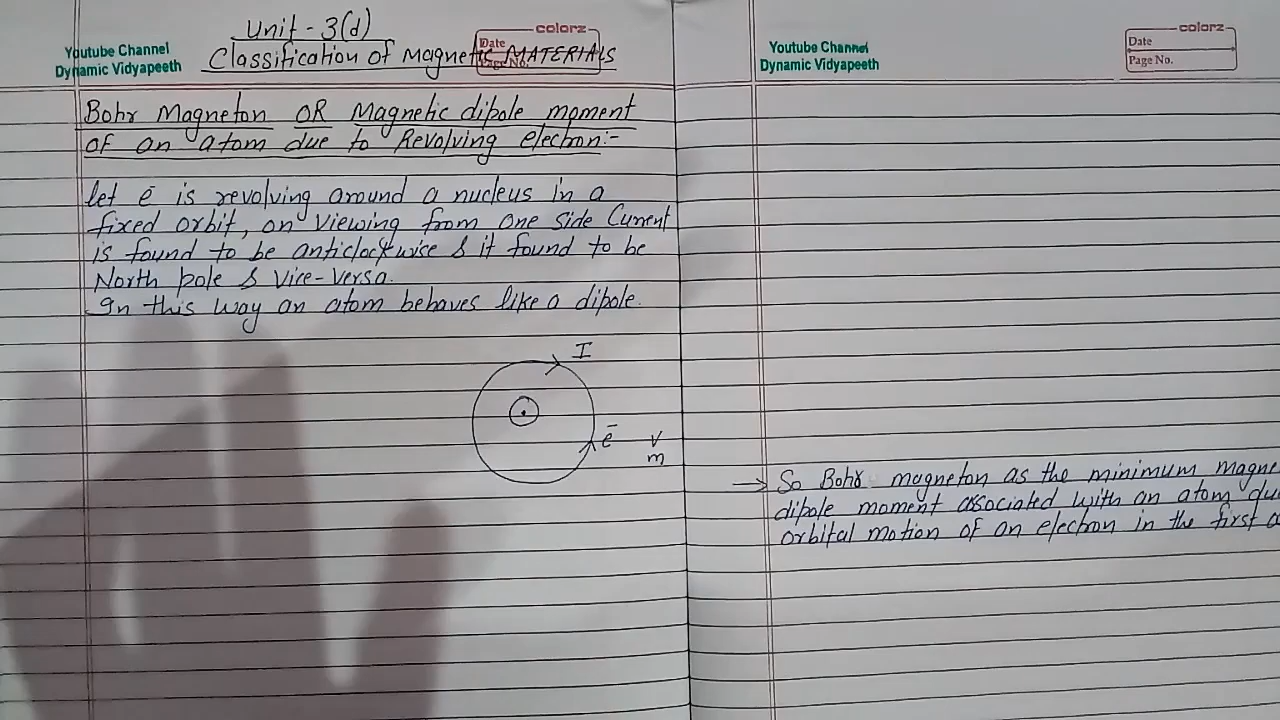 Unit - 3(d)
Classification of Magnetic MATERIALS
Youtube Channel
Dynamic Vidyapeeth
colorz
Date
Page No.
Bohr Magneton OR Magnetic dipole moment
of an atom due to Revolving electron:-
let ē is revolving around a nucleus in a
fixed orbit, on viewing from one side Current
is found to be anticlockwise & it found to be
North pole & Vice-Versa.
In this way an atom behaves like a dipole.
I
ē
V
m
Youtube Channel
Dynamic Vidyapeeth
colorz
Date
Page No.
→ So Bohr magneton as the minimum magne
dipole moment associated with an atom du
orbital motion of an electron in the first